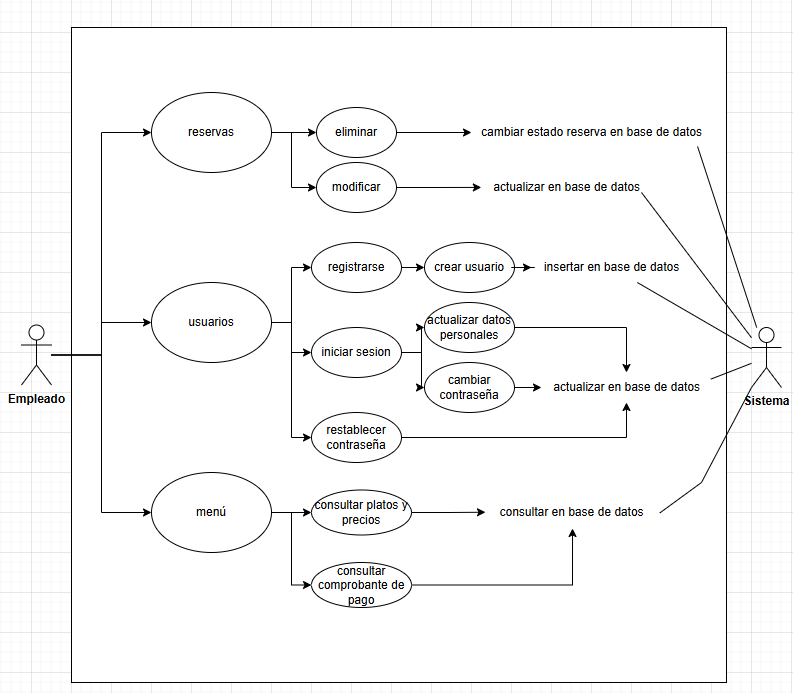 reservas
eliminar
cambiar estado reserva en base de datos
modificar
actualizar en base de datos
registrarse
crear usuario
insertar en base de datos
usuarios
actualizar datos
personales
iniciar sesion
cambiar
contraseña
actualizar en base de datos
Empleado
Sistema
restablecer
contraseña
menú
consultar platos y
precios
consultar en base de datos
consultar
comprobante de
pago